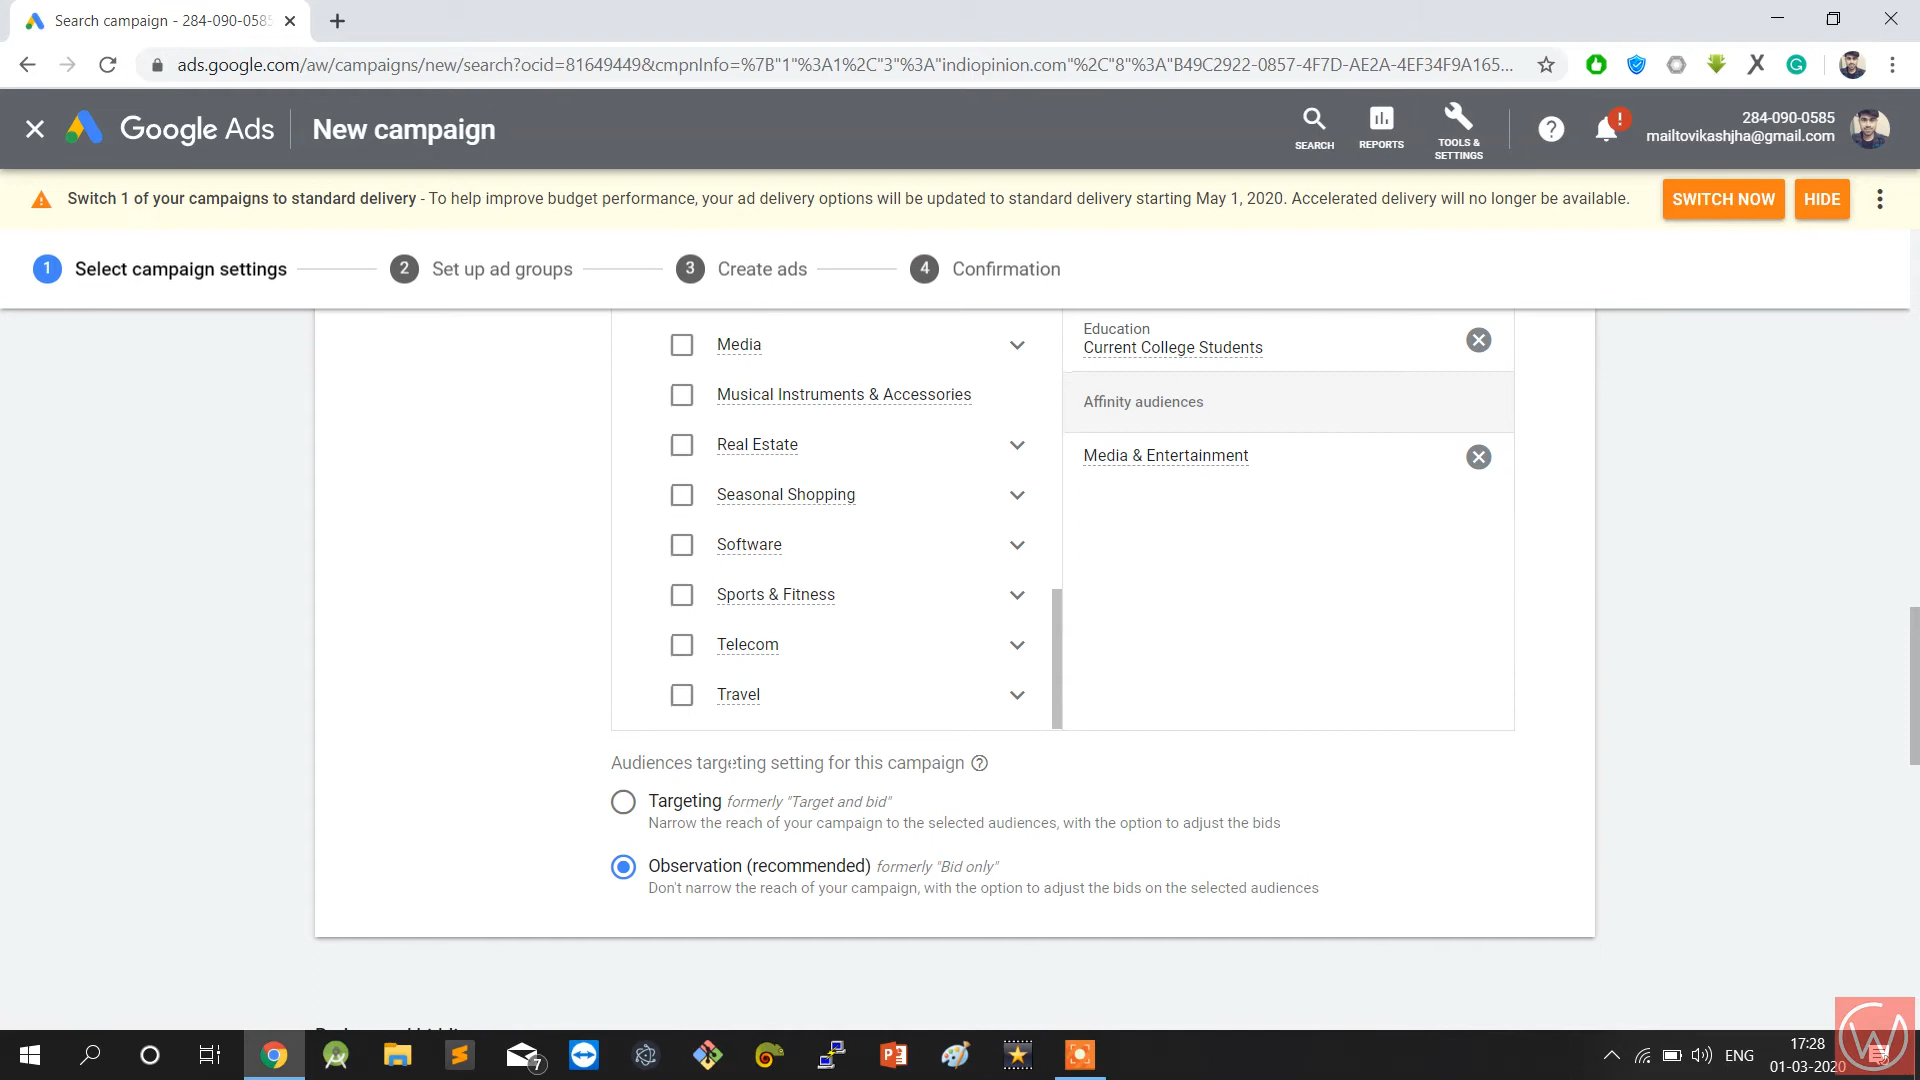 Search campaign - 284-090-0585
ads.google.com/aw/campaigns/new/search?ocid=81649449&cmpnInfo=%7B"1"%3A1%2C"3"%3A"indiopinion.com"%2C"8"%3A"B49C2922-0857-4F7D-AE2A-4EF34F9A165...
Google Ads
New campaign
SEARCH
REPORTS
TOOLS &
SETTINGS
284-090-0585
mailtovikashjha@gmail.com
Switch 1 of your campaigns to standard delivery - To help improve budget performance, your ad delivery options will be updated to standard delivery starting May 1, 2020. Accelerated delivery will no longer be available.
SWITCH NOW
HIDE
1 Select campaign settings
2 Set up ad groups
3 Create ads
4 Confirmation
Media
Musical Instruments & Accessories
Real Estate
Seasonal Shopping
Software
Sports & Fitness
Telecom
Travel
Education
Current College Students
Affinity audiences
Media & Entertainment
Audiences targeting setting for this campaign
Targeting formerly "Target and bid"
Narrow the reach of your campaign to the selected audiences, with the option to adjust the bids
Observation (recommended) formerly "Bid only"
Don't narrow the reach of your campaign, with the option to adjust the bids on the selected audiences
7
ENG
17:28
01-03-2020